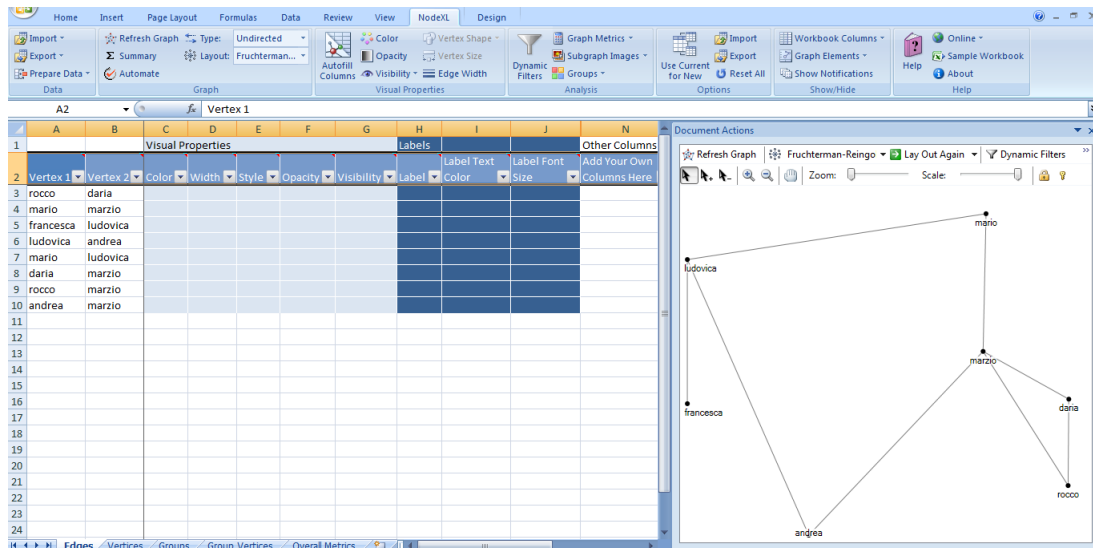 Home Insert Page Layout Formulas Data Review View NodeXL Design
Import Refresh Graph Type: Undirected Color Vertex Shape Graph Metrics Import Workbook Columns Online
Export Summary Layout: Fruchterman... Opacity Vertex Size Subgraph Images Export Graph Elements Sample Workbook
Prepare Data Automate Autofill Columns Visibility Edge Width Dynamic Filters Groups Use Current for New Reset All Show Notifications Help About
Data Graph Visual Properties Analysis Options Show/Hide Help
A2 fx Vertex 1
A B C D E F G H I J N
Document Actions
1 Visual Properties Labels Other Columns
2 Vertex 1 Vertex 2 Color Width Style Opacity Visibility Label Label Text Color Label Font Size Add Your Own Columns Here
3 rocco daria
4 mario marzio
5 francesca ludovica
6 ludovica andrea
7 mario ludovica
8 daria marzio
9 rocco marzio
10 andrea marzio
11
12
13
14
15
16
17
18
19
20
21
22
23
24
Edges Vertices Groups Group Vertices Overall Metrics
Refresh Graph Fruchterman-Reingo Lay Out Again Dynamic Filters
Zoom: Scale:
mario
ludovica
marzio
daria
francesca
rocco
andrea